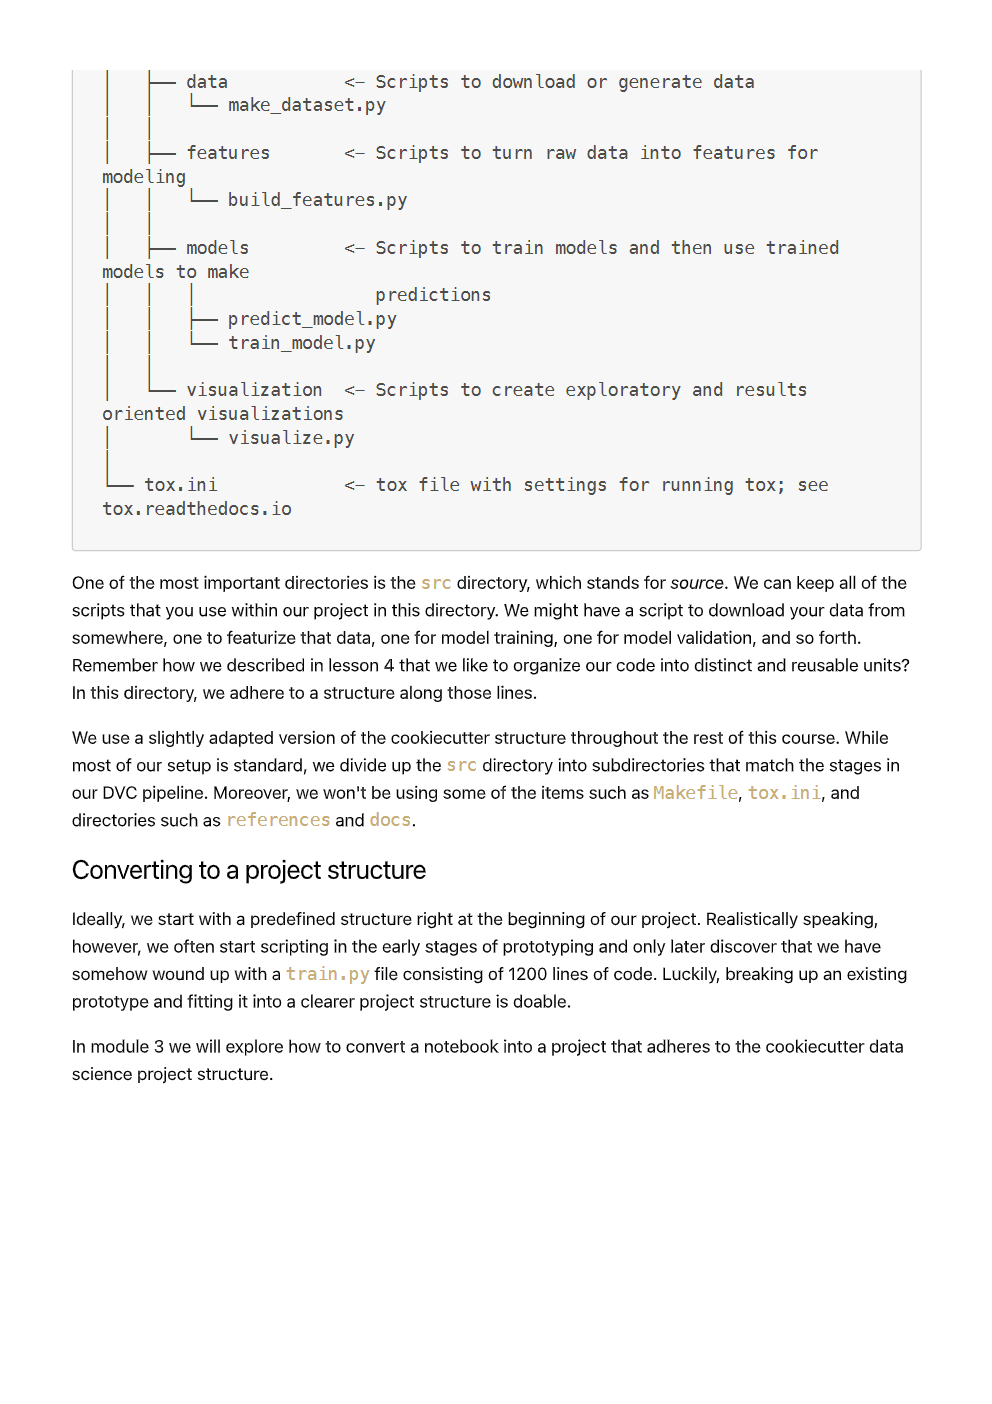 │   ├── data           <- Scripts to download or generate data
│   │   └── make_dataset.py
│   │
│   ├── features       <- Scripts to turn raw data into features for
modeling
│   │   └── build_features.py
│   │
│   ├── models         <- Scripts to train models and then use trained
models to make
│   │   │                 predictions
│   │   ├── predict_model.py
│   │   └── train_model.py
│   │
│   └── visualization  <- Scripts to create exploratory and results
oriented visualizations
│       └── visualize.py
│
└── tox.ini            <- tox file with settings for running tox; see
tox.readthedocs.io
One of the most important directories is the src directory, which stands for source. We can keep all of the
scripts that you use within our project in this directory. We might have a script to download your data from
somewhere, one to featurize that data, one for model training, one for model validation, and so forth.
Remember how we described in lesson 4 that we like to organize our code into distinct and reusable units?
In this directory, we adhere to a structure along those lines.
We use a slightly adapted version of the cookiecutter structure throughout the rest of this course. While
most of our setup is standard, we divide up the src directory into subdirectories that match the stages in
our DVC pipeline. Moreover, we won't be using some of the items such as Makefile, tox.ini, and
directories such as references and docs.
Converting to a project structure
Ideally, we start with a predefined structure right at the beginning of our project. Realistically speaking,
however, we often start scripting in the early stages of prototyping and only later discover that we have
somehow wound up with a train.py file consisting of 1200 lines of code. Luckily, breaking up an existing
prototype and fitting it into a clearer project structure is doable.
In module 3 we will explore how to convert a notebook into a project that adheres to the cookiecutter data
science project structure.